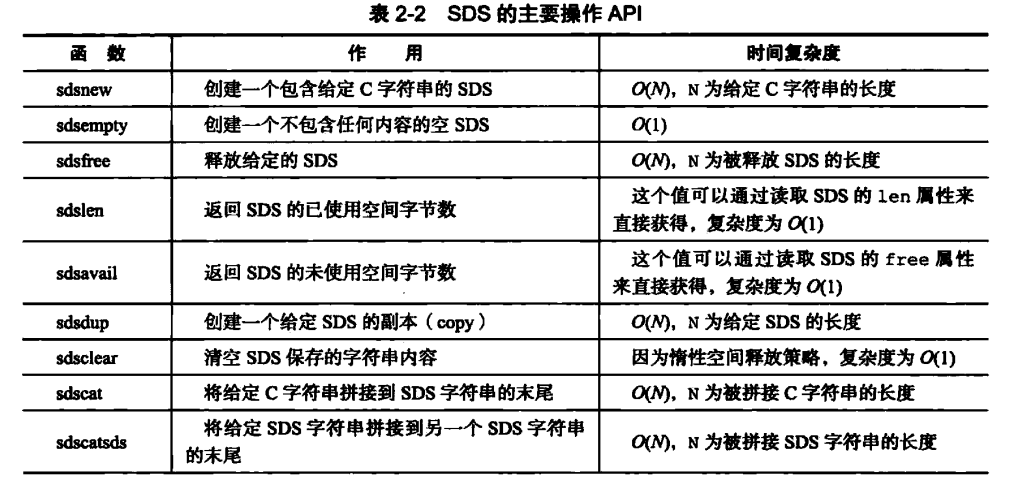 表 2-2 SDS 的主要操作 API
函 数 作 用 时间复杂度
sdsnew 创建一个包含给定 C 字符串的 SDS O(N)，N 为给定 C 字符串的长度
sdsempty 创建一个不包含任何内容的空 SDS O(1)
sdsfree 释放给定的 SDS O(N)，N 为被释放 SDS 的长度
sdslen 返回 SDS 的已使用空间字节数 这个值可以通过读取 SDS 的 len 属性来
直接获得，复杂度为 O(1)
sdsavail 返回 SDS 的未使用空间字节数 这个值可以通过读取 SDS 的 free 属性
来直接获得，复杂度为 O(1)
sdsdup 创建一个给定 SDS 的副本（copy） O(N)，N 为给定 SDS 的长度
sdsclear 清空 SDS 保存的字符串内容 因为惰性空间释放策略，复杂度为 O(1)
sdscat 将给定 C 字符串拼接到 SDS 字符串的末尾 O(N)，N 为被拼接 C 字符串的长度
sdscatsds 将给定 SDS 字符串拼接到另一个 SDS 字符串
的末尾 O(N)，N 为被拼接 SDS 字符串的长度